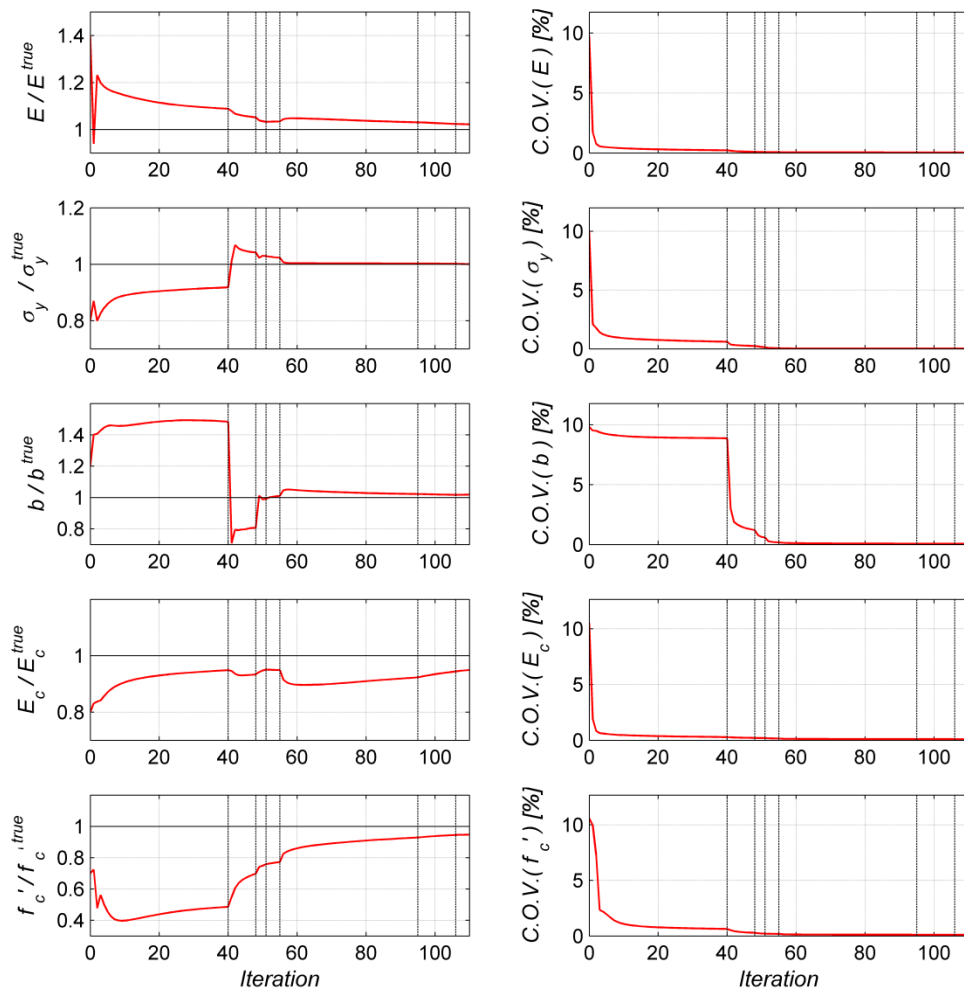 E / E^true
1.4
1.2
1
0 20 40 60 80 100
C.O.V.( E ) [%]
10
5
0
0 20 40 60 80 100
σ_y / σ_y^true
1.2
1
0.8
0 20 40 60 80 100
C.O.V.( σ_y ) [%]
10
5
0
0 20 40 60 80 100
b / b^true
1.4
1.2
1
0.8
0 20 40 60 80 100
C.O.V.( b ) [%]
10
5
0
0 20 40 60 80 100
E_c / E_c^true
1
0.8
0 20 40 60 80 100
C.O.V.( E_c ) [%]
10
5
0
0 20 40 60 80 100
f_c' / f_c'^true
1
0.8
0.6
0.4
0 20 40 60 80 100
Iteration
C.O.V.( f_c' ) [%]
10
5
0
0 20 40 60 80 100
Iteration